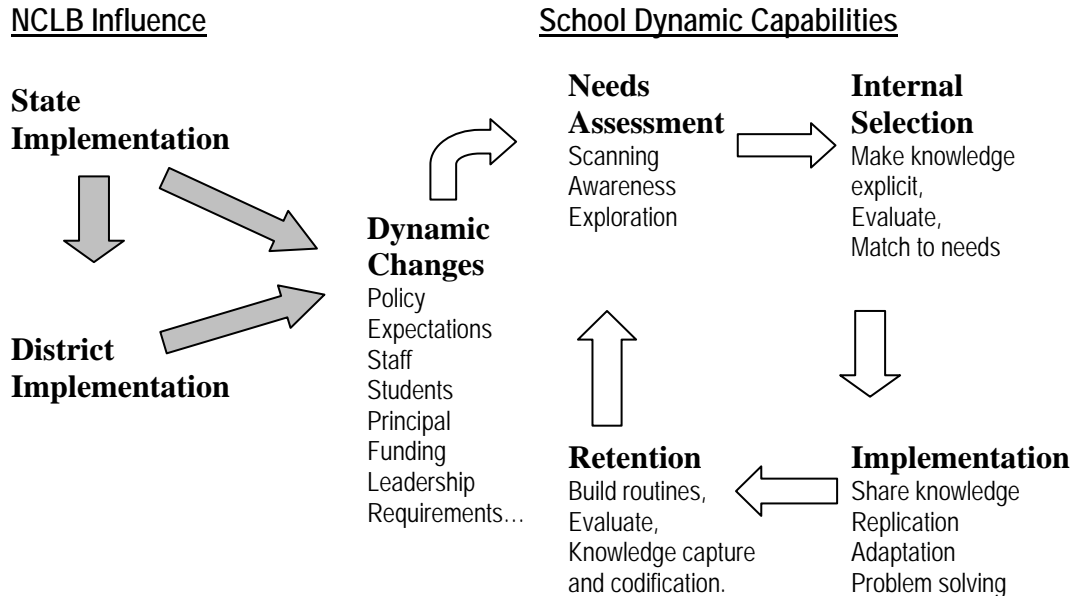 NCLB Influence
School Dynamic Capabilities
State
Implementation
District
Implementation
Dynamic
Changes
Policy
Expectations
Staff
Students
Principal
Funding
Leadership
Requirements…
Needs
Assessment
Scanning
Awareness
Exploration
Internal
Selection
Make knowledge
explicit,
Evaluate,
Match to needs
Implementation
Share knowledge
Replication
Adaptation
Problem solving
Retention
Build routines,
Evaluate,
Knowledge capture
and codification.